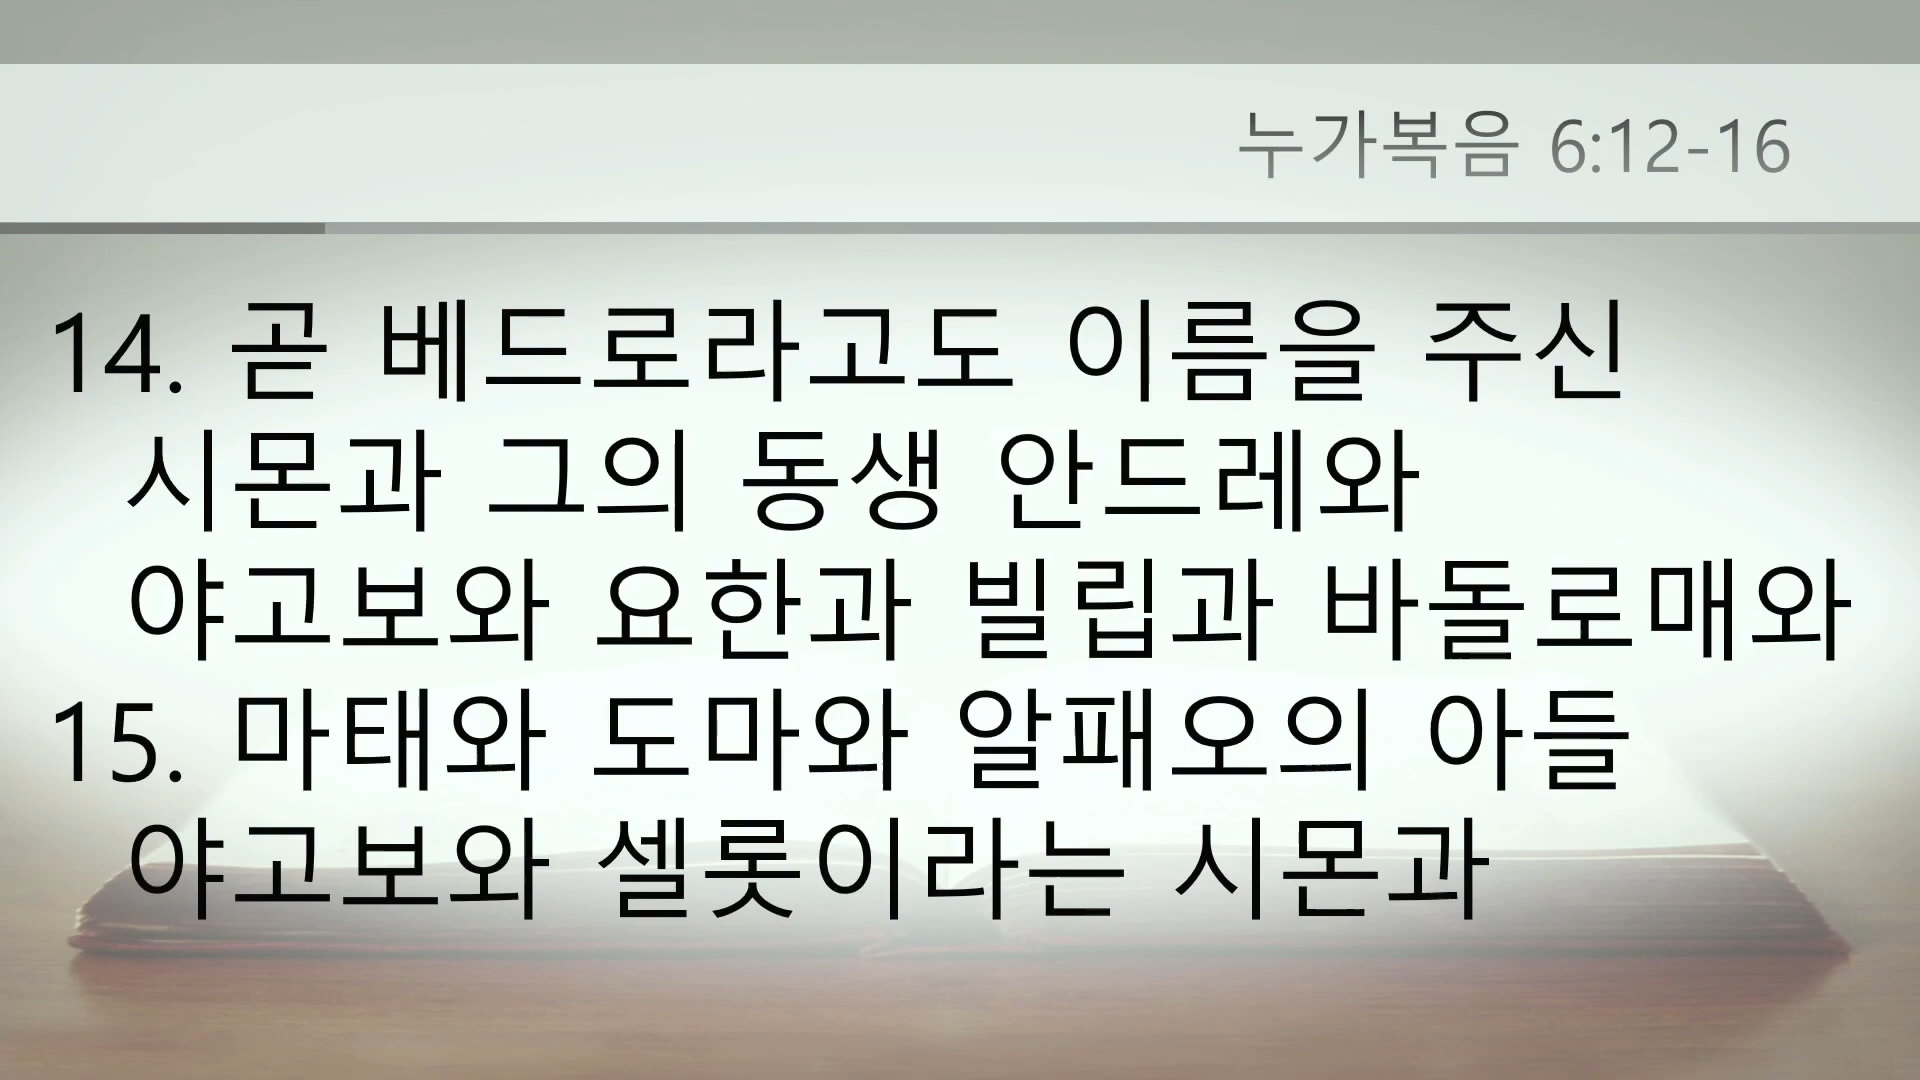 누가복음 6:12-16
14. 곧 베드로라고도 이름을 주신
시몬과 그의 동생 안드레와
야고보와 요한과 빌립과 바돌로매와
15. 마태와 도마와 알패오의 아들
야고보와 셀롯이라는 시몬과